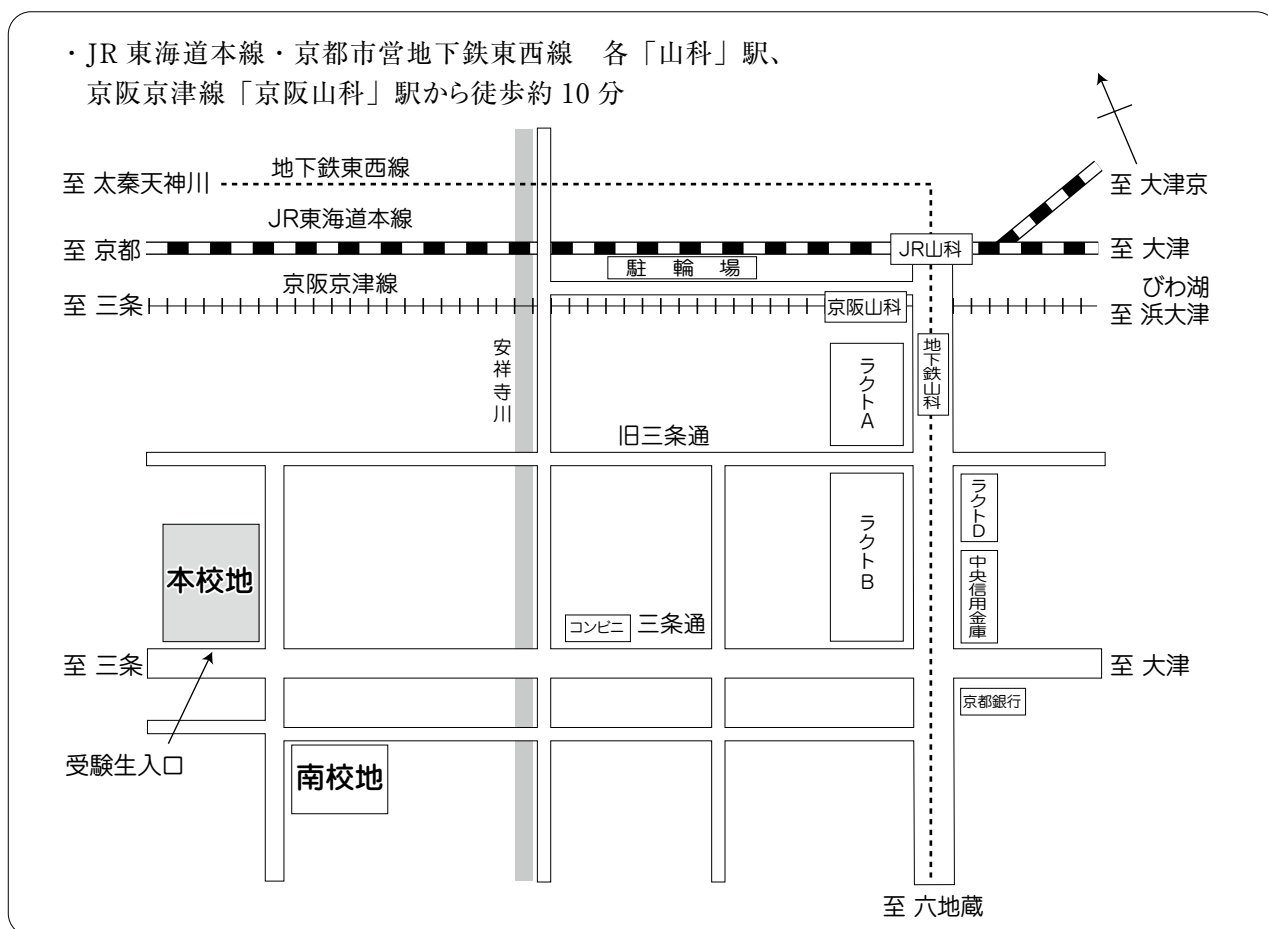 ・JR 東海道本線・京都市営地下鉄東西線　各「山科」駅、
京阪京津線「京阪山科」駅から徒歩約 10 分
至 太秦天神川
地下鉄東西線
至 大津京
JR東海道本線
至 京都
JR山科
至 大津
駐輪場
京阪京津線
至 三条
京阪山科
びわ湖
至 浜大津
安祥寺川
ラクトA
地下鉄山科
旧三条通
本校地
ラクトB
ラクトD
中央信用金庫
コンビニ
三条通
至 三条
至 大津
京都銀行
受験生入口
南校地
至 六地蔵